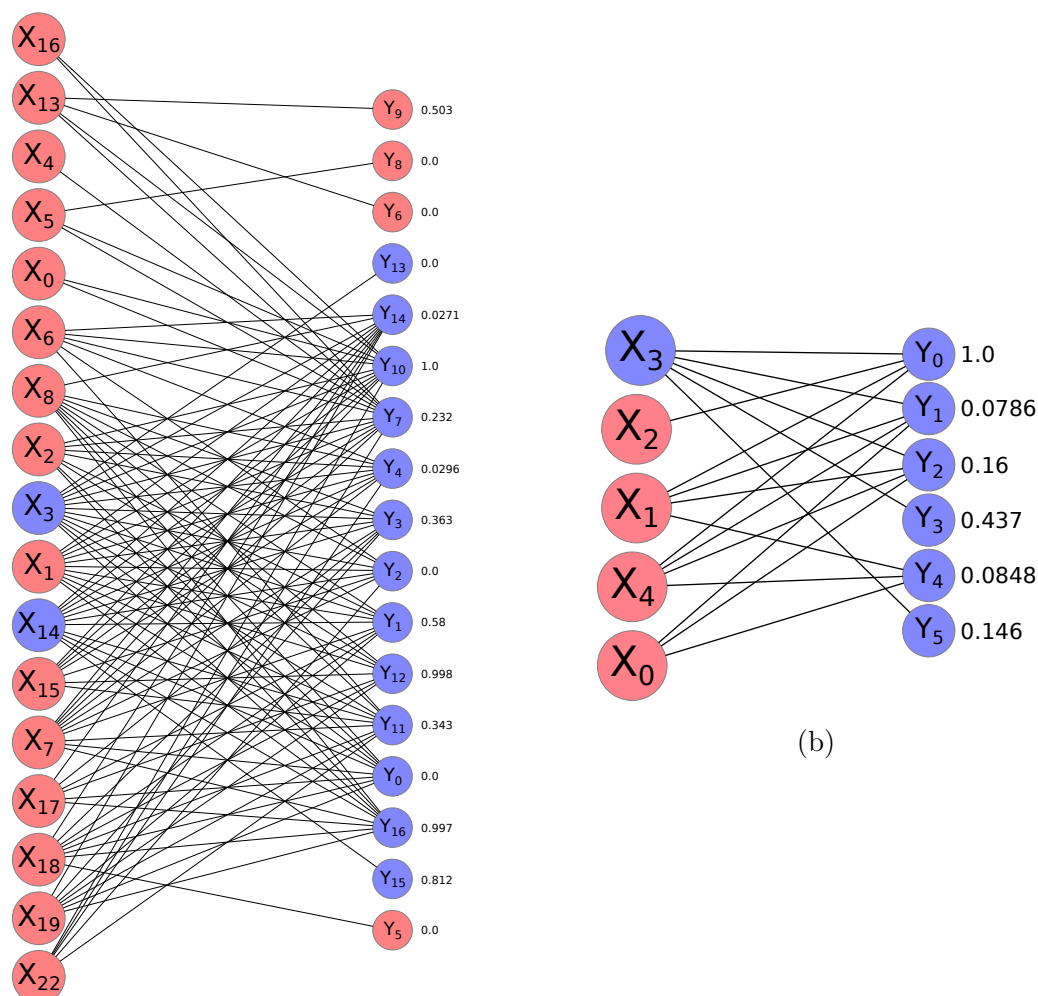 X16
X13
X4
X5
X0
X6
X8
X2
X3
X1
X14
X15
X7
X17
X18
X19
X22
Y9 0.503
Y8 0.0
Y6 0.0
Y13 0.0
Y14 0.0271
Y10 1.0
Y7 0.232
Y4 0.0296
Y3 0.363
Y2 0.0
Y1 0.58
Y12 0.998
Y11 0.343
Y0 0.0
Y16 0.997
Y15 0.812
Y5 0.0
X3
X2
X1
X4
X0
Y0 1.0
Y1 0.0786
Y2 0.16
Y3 0.437
Y4 0.0848
Y5 0.146
(b)